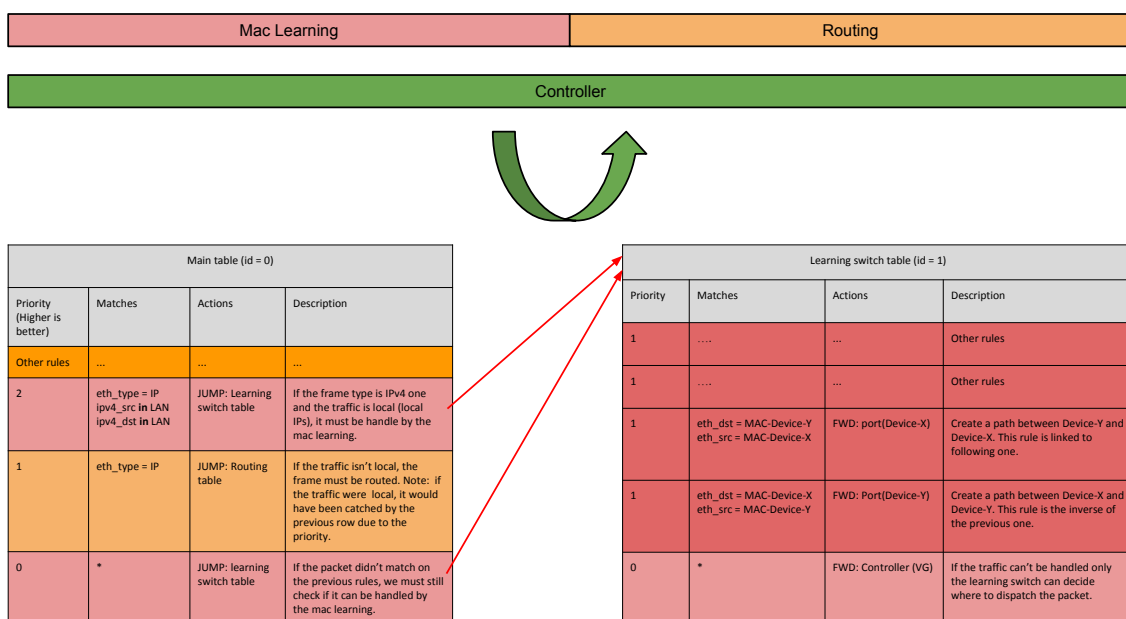 Mac Learning
Routing
Controller
Main table (id = 0)
Priority
(Higher is
better)
Matches
Actions
Description
Other rules
...
...
...
2
eth_type = IP
ipv4_src in LAN
ipv4_dst in LAN
JUMP: Learning
switch table
If the frame type is IPv4 one
and the traffic is local (local
IPs), it must be handle by the
mac learning.
1
eth_type = IP
JUMP: Routing
table
If the traffic isn't local, the
frame must be routed. Note: if
the traffic were local, it would
have been catched by the
previous row due to the
priority.
0
*
JUMP: learning
switch table
If the packet didn't match on
the previous rules, we must still
check if it can be handled by
the mac learning.
Learning switch table (id = 1)
Priority
Matches
Actions
Description
1
....
...
Other rules
1
....
...
Other rules
1
eth_dst = MAC-Device-Y
eth_src = MAC-Device-X
FWD: port(Device-X)
Create a path between Device-Y and
Device-X. This rule is linked to
following one.
1
eth_dst = MAC-Device-X
eth_src = MAC-Device-Y
FWD: Port(Device-Y)
Create a path between Device-X and
Device-Y. This rule is the inverse of
the previous one.
0
*
FWD: Controller (VG)
If the traffic can't be handled only
the learning switch can decide
where to dispatch the packet.